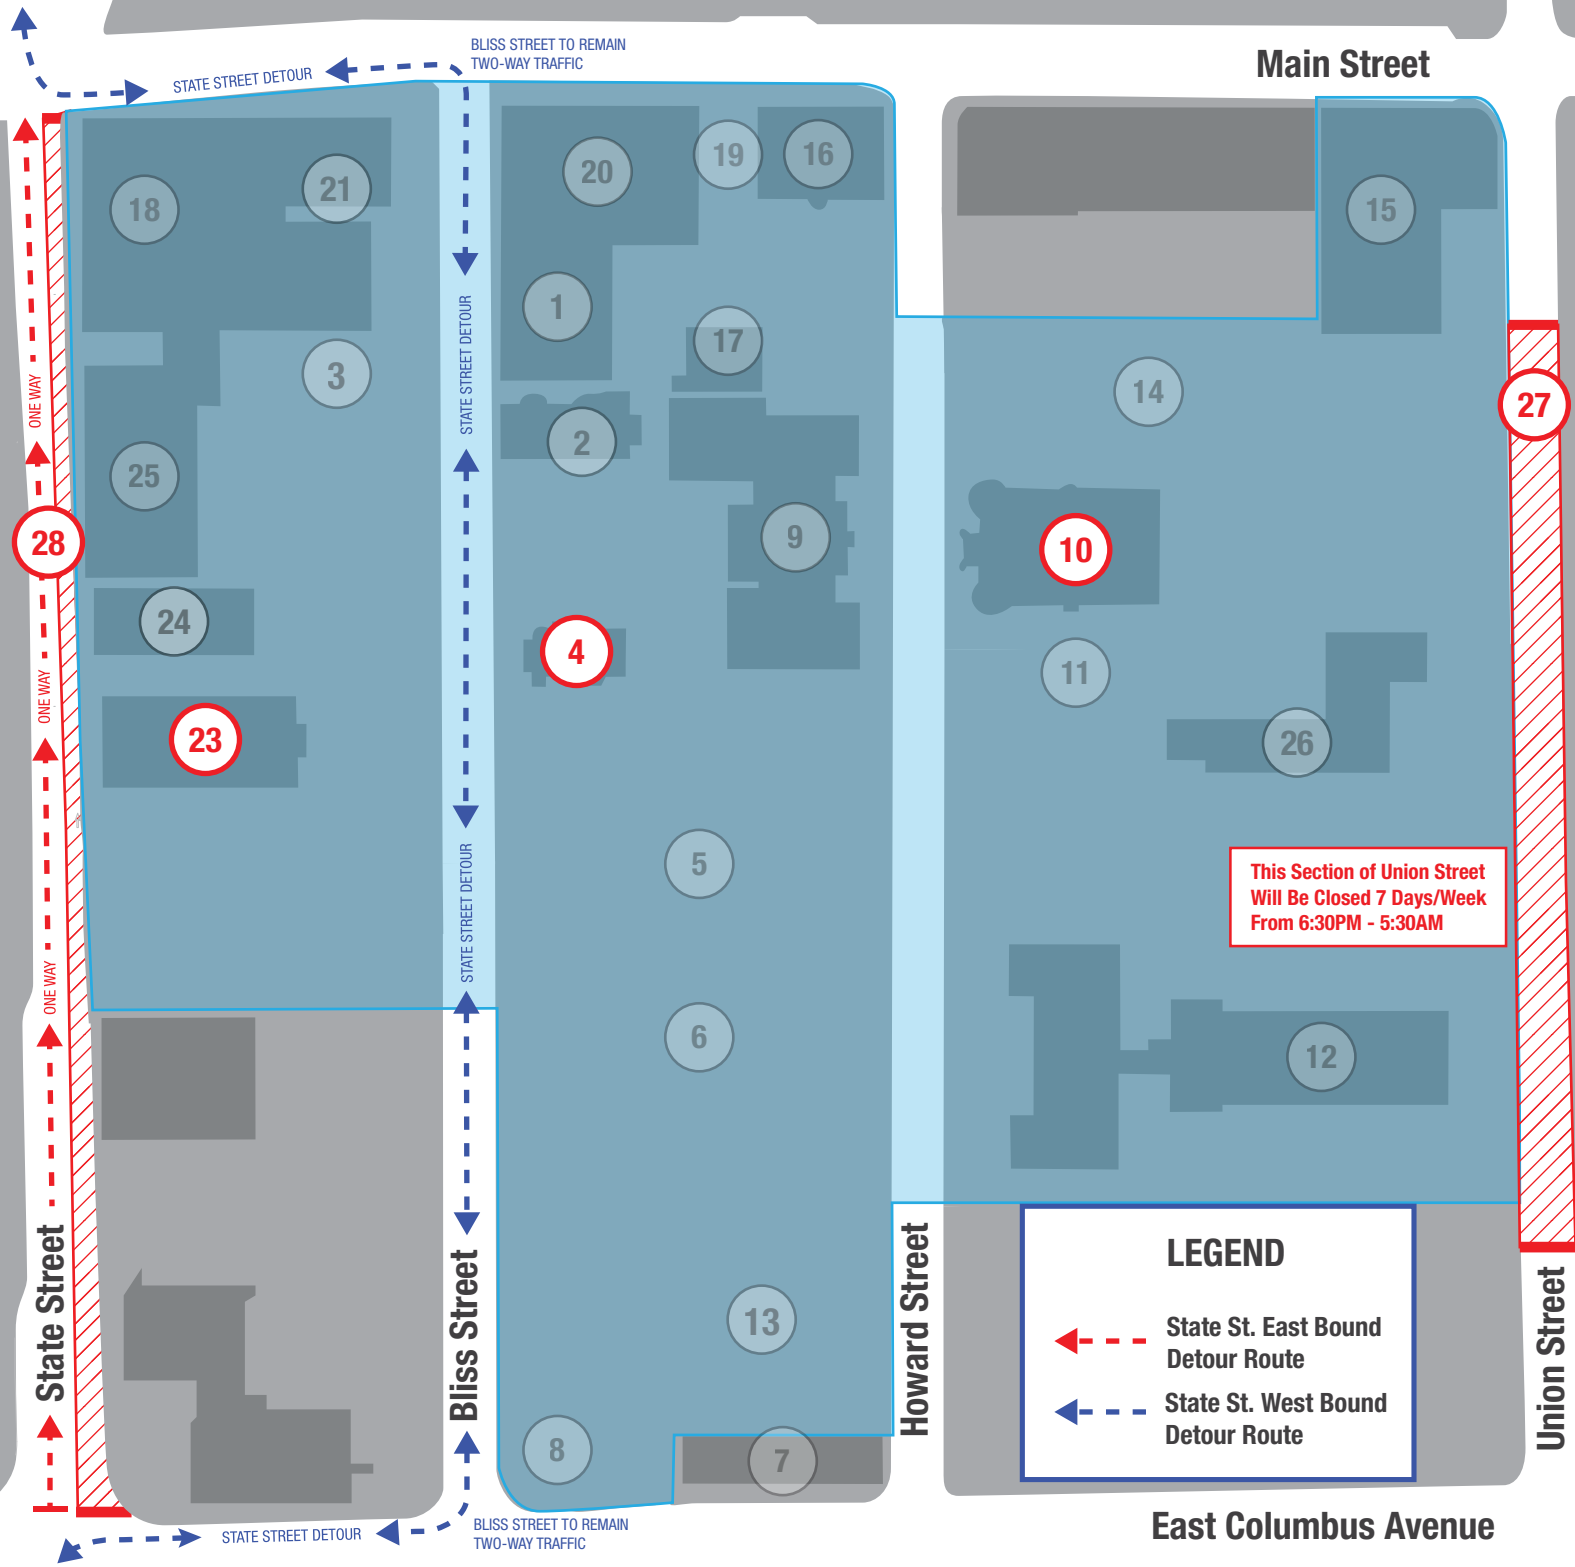 BLISS STREET TO REMAIN
TWO-WAY TRAFFIC
Main Street
STATE STREET DETOUR
18
21
20
19
16
15
1
STATE STREET DETOUR
17
3
ONE WAY
14
27
2
25
28
9
10
24
4
11
ONE WAY
23
26
5
This Section of Union Street
Will Be Closed 7 Days/Week
From 6:30PM - 5:30AM
STATE STREET DETOUR
ONE WAY
6
12
State Street
Bliss Street
Howard Street
Union Street
13
LEGEND
State St. East Bound
Detour Route
State St. West Bound
Detour Route
8
7
BLISS STREET TO REMAIN
TWO-WAY TRAFFIC
STATE STREET DETOUR
East Columbus Avenue